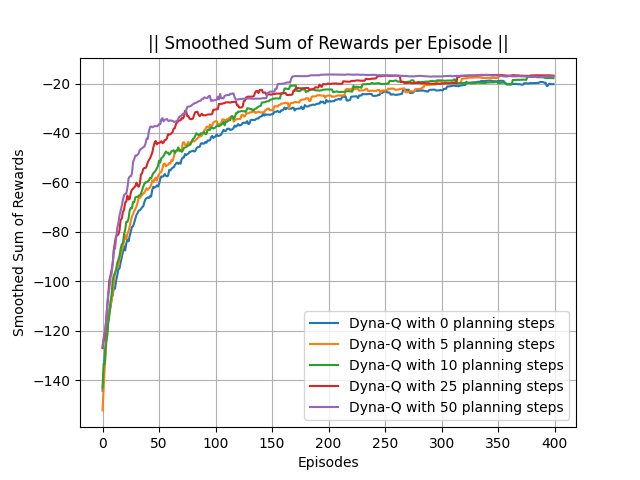 || Smoothed Sum of Rewards per Episode ||
Smoothed Sum of Rewards
−20
−40
−60
−80
−100
−120
−140
0
50
100
150
200
250
300
350
400
Episodes
Dyna-Q with 0 planning steps
Dyna-Q with 5 planning steps
Dyna-Q with 10 planning steps
Dyna-Q with 25 planning steps
Dyna-Q with 50 planning steps